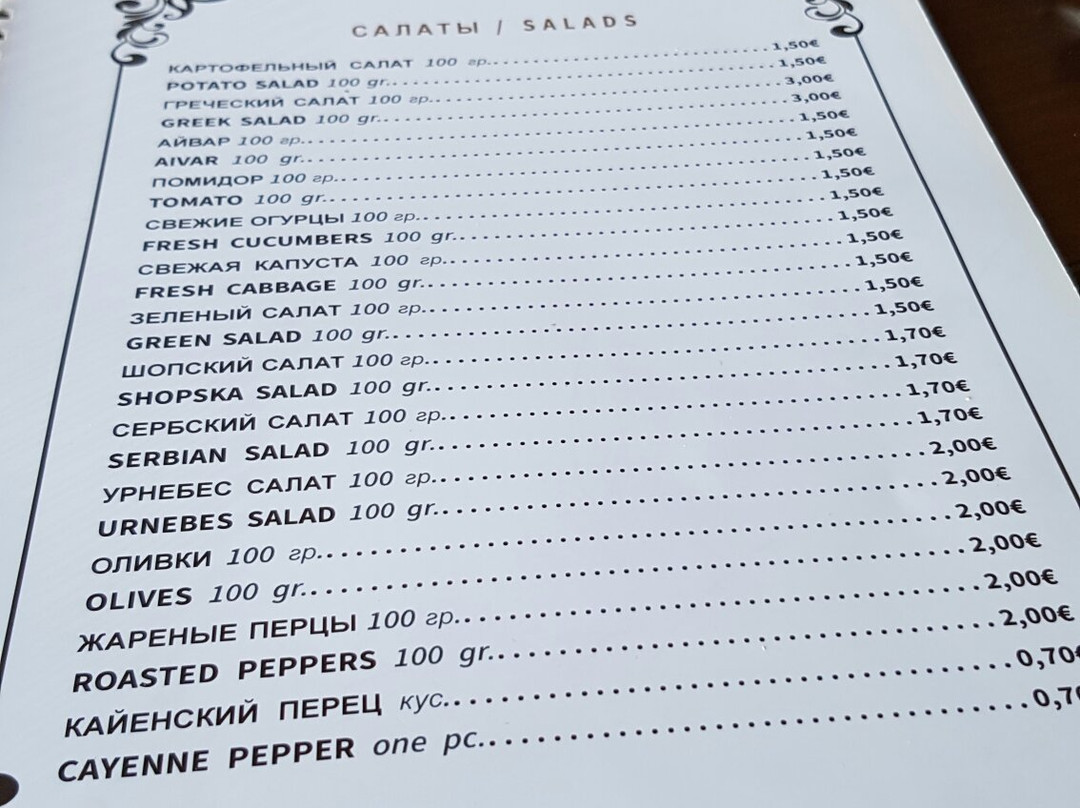 САЛАТЫ / SALADS
КАРТОФЕЛЬНЫЙ САЛАТ 100 гр. 1,50€
POTATO SALAD 100 gr. 1,50€
ГРЕЧЕСКИЙ САЛАТ 100 гр. 3,00€
GREEK SALAD 100 gr. 3,00€
АЙВАР 100 гр. 1,50€
AIVAR 100 gr. 1,50€
ПОМИДОР 100 гр. 1,50€
TOMATO 100 gr. 1,50€
СВЕЖИЕ ОГУРЦЫ 100 гр. 1,50€
FRESH CUCUMBERS 100 gr. 1,50€
СВЕЖАЯ КАПУСТА 100 гр. 1,50€
FRESH CABBAGE 100 gr. 1,50€
ЗЕЛЕНЫЙ САЛАТ 100 гр. 1,50€
GREEN SALAD 100 gr. 1,50€
ШОПСКИЙ САЛАТ 100 гр. 1,70€
SHOPSKA SALAD 100 gr. 1,70€
СЕРБСКИЙ САЛАТ 100 гр. 1,70€
SERBIAN SALAD 100 gr. 1,70€
УРНЕБЕС САЛАТ 100 гр. 2,00€
URNEBES SALAD 100 gr. 2,00€
ОЛИВКИ 100 гр. 2,00€
OLIVES 100 gr. 2,00€
ЖАРЕНЫЕ ПЕРЦЫ 100 гр. 2,00€
ROASTED PEPPERS 100 gr. 2,00€
КАЙЕНСКИЙ ПЕРЕЦ кус. 0,70€
CAYENNE PEPPER one pc. 0,70